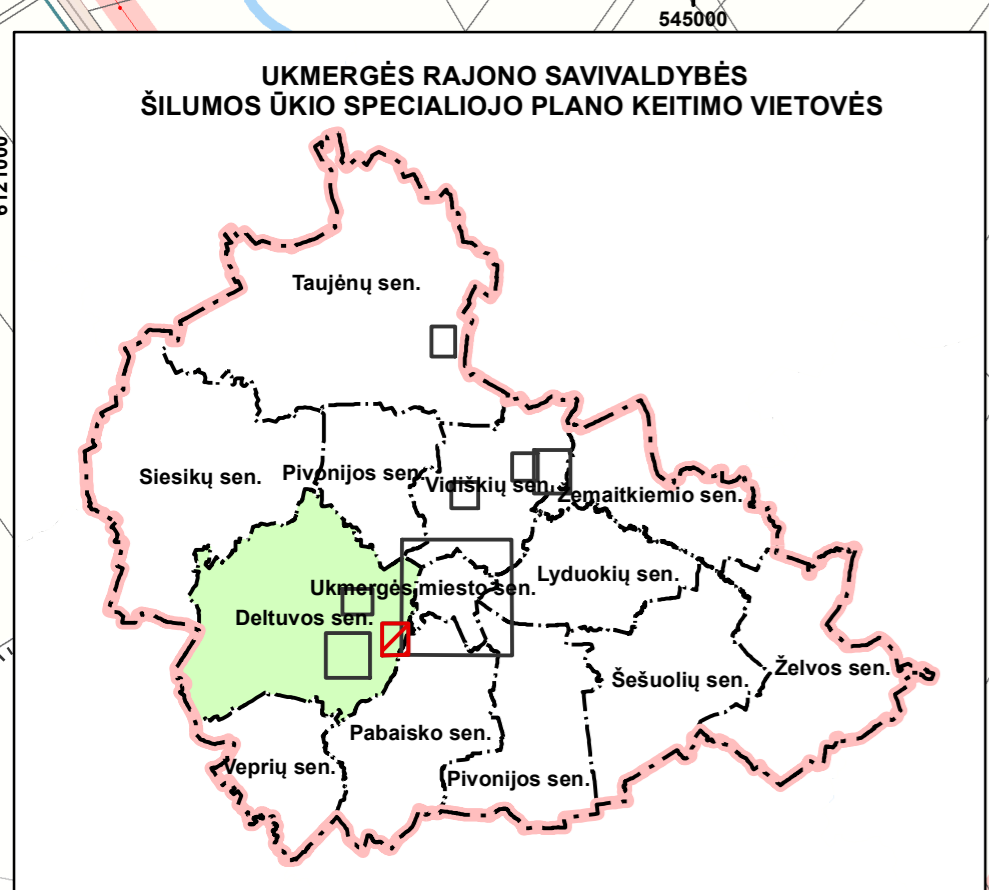 545000
6121000
UKMERGĖS RAJONO SAVIVALDYBĖS
ŠILUMOS ŪKIO SPECIALIOJO PLANO KEITIMO VIETOVĖS
Taujėnų sen.
Siesikų sen.
Pivonijos sen.
Vidiškių sen.
Žemaitkiemio sen.
Ukmergės miesto sen.
Lyduokių sen.
Deltuvos sen.
Šešuolių sen.
Želvos sen.
Pabaisko sen.
Veprių sen.
Pivonijos sen.